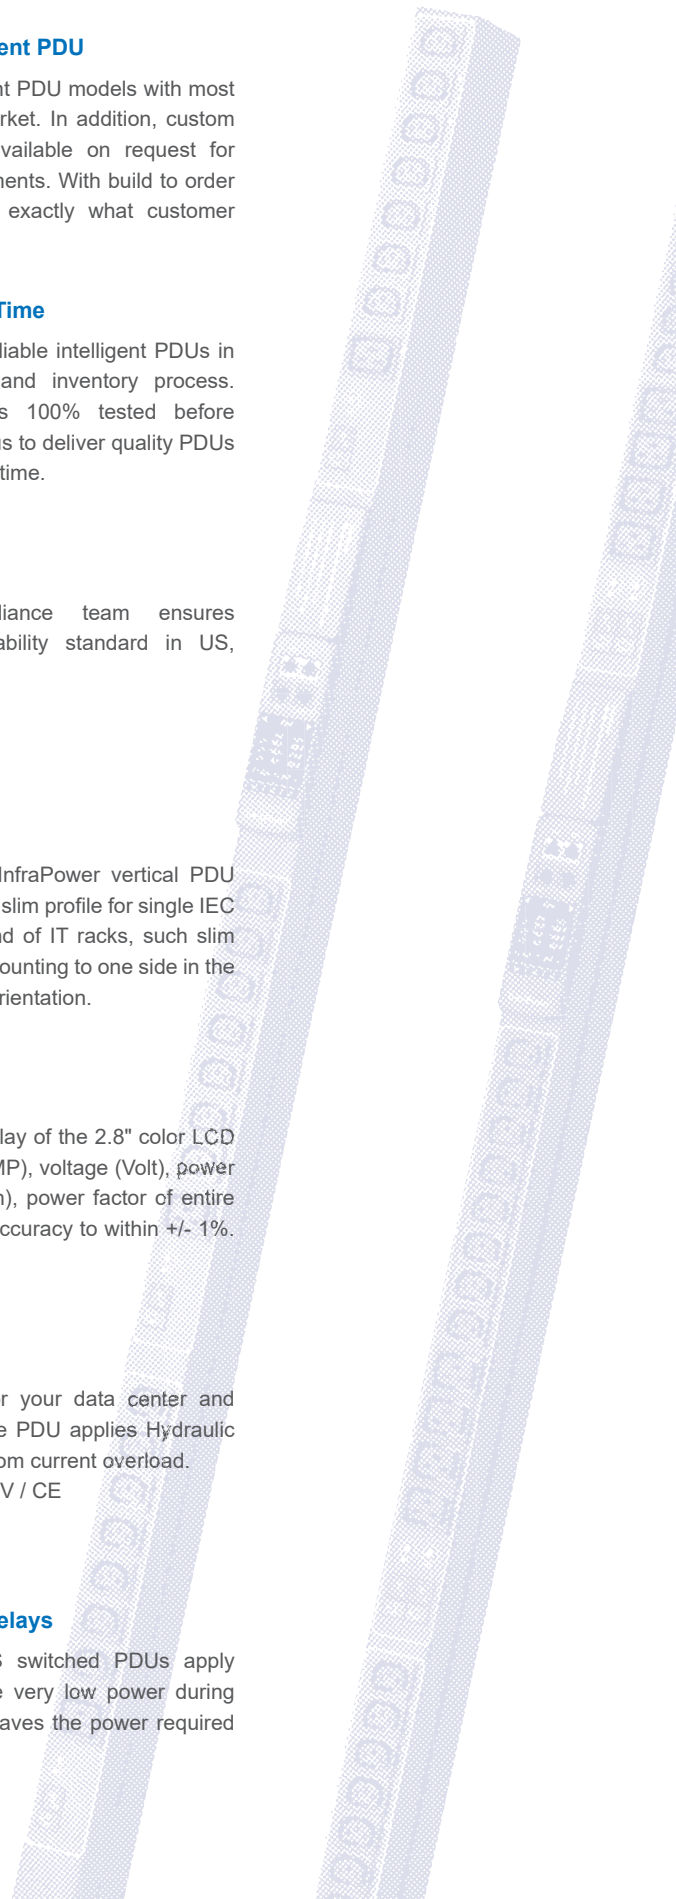 ent PDU
nt PDU models with most
rket. In addition, custom
vailable on request for
ments. With build to order
exactly what customer
Time
liable intelligent PDUs in
and inventory process.
s 100% tested before
us to deliver quality PDUs
time.
liance team ensures
ability standard in US,
InfraPower vertical PDU
slim profile for single IEC
nd of IT racks, such slim
ounting to one side in the
rientation.
lay of the 2.8" color LCD
MP), voltage (Volt), power
h), power factor of entire
ccuracy to within +/- 1%.
or your data center and
e PDU applies Hydraulic
om current overload.
V / CE
elays
S switched PDUs apply
e very low power during
aves the power required